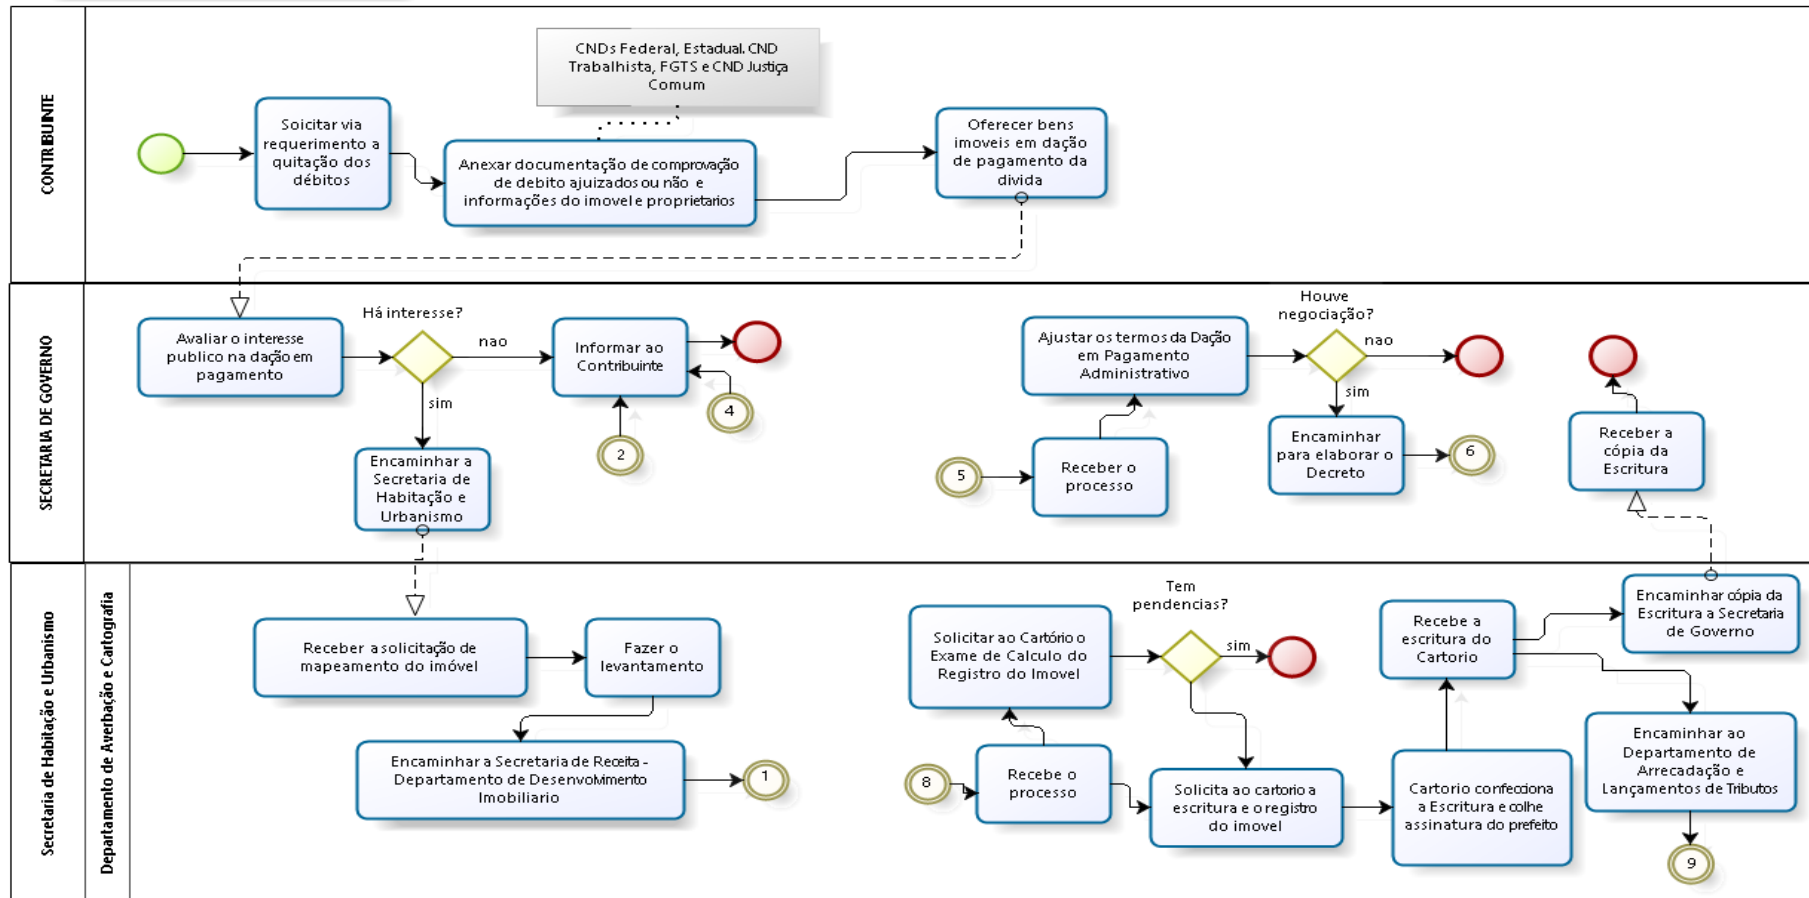 CONTRIBUINTE
CNDs Federal, Estadual. CND
Trabalhista, FGTS e CND Justiça
Comum
Soicitar via
requerimento a
quitação dos
débitos
Anexar documentação de comprovação
de debito ajuizados ou não e
informações do imovel e proprietarios
Oferecer bens
imoveis em dação
de pagamento da
divida
SECRETARIA DE GOVERNO
Avaliar o interesse
publico na dação em
pagamento
Há interesse?
nao
sim
Informar ao
Contribuinte
4
2
Encaminhar a
Secretaria de
Habitação e
Urbanismo
5
Receber o
processo
Ajustar os termos da Dação
em Pagamento
Administrativo
Houve
negociação?
nao
sim
Encaminhar
para elaborar o
Decreto
6
Receber a
cópia da
Escritura
Secretaria de Habitação e Urbanismo
Departamento de Averbação e Cartografia
Receber a solicitação de
mapeamento do imóvel
Fazer o
levantamento
Encaminhar a Secretaria de Receita -
Departamento de Desenvolvimento
Imobiliario
1
8
Recebe o
processo
Solicitar ao Cartório o
Exame de Calculo do
Registro do Imovel
Tem
pendencias?
sim
Solicita ao cartorio a
escritura e o registro
do imovel
Cartorio confecciona
a Escritura e colhe
assinatura do prefeito
Recebe a
escritura do
Cartorio
Encaminhar cópia da
Escritura a Secretaria
de Governo
Encaminhar ao
Departamento de
Arrecadação e
Lançamentos de Tributos
9